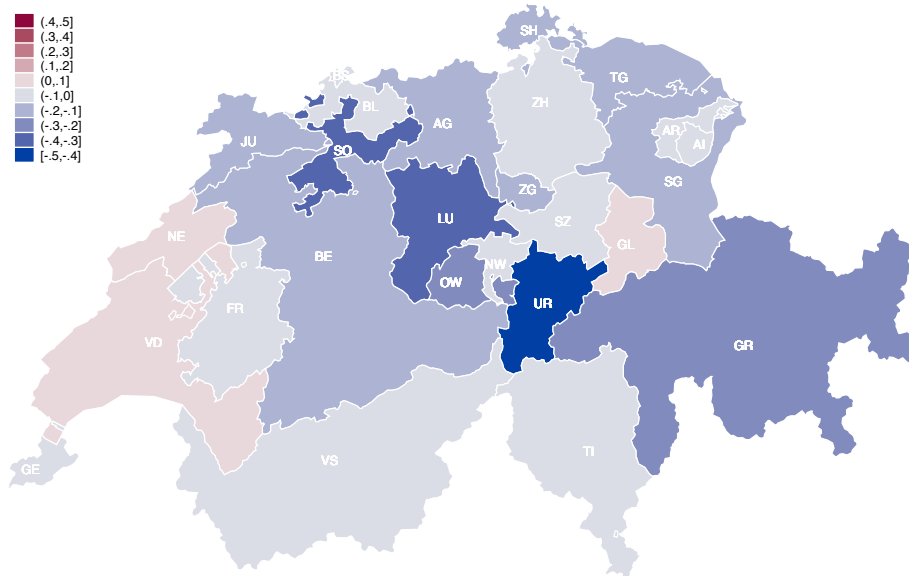 (.4,.5]
(.3,.4]
(.2,.3]
(.1,.2]
(0,.1]
(-.1,0]
(-.2,-.1]
(-.3,-.2]
(-.4,-.3]
[-.5,-.4]
SH
BS
TG
BL
ZH
AG
AR
JU
SO
AI
SG
ZG
LU
SZ
NE
GL
BE
NW
OW
UR
FR
VD
GR
TI
VS
GE